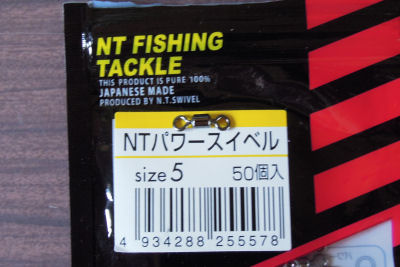 NT FISHING
TACKLE
THIS PRODUCT IS PURE 100%
JAPANESE MADE
PRODUCED BY N.T.SWIVEL
NTパワースイベル
size 5 50個入
4 934288 255578